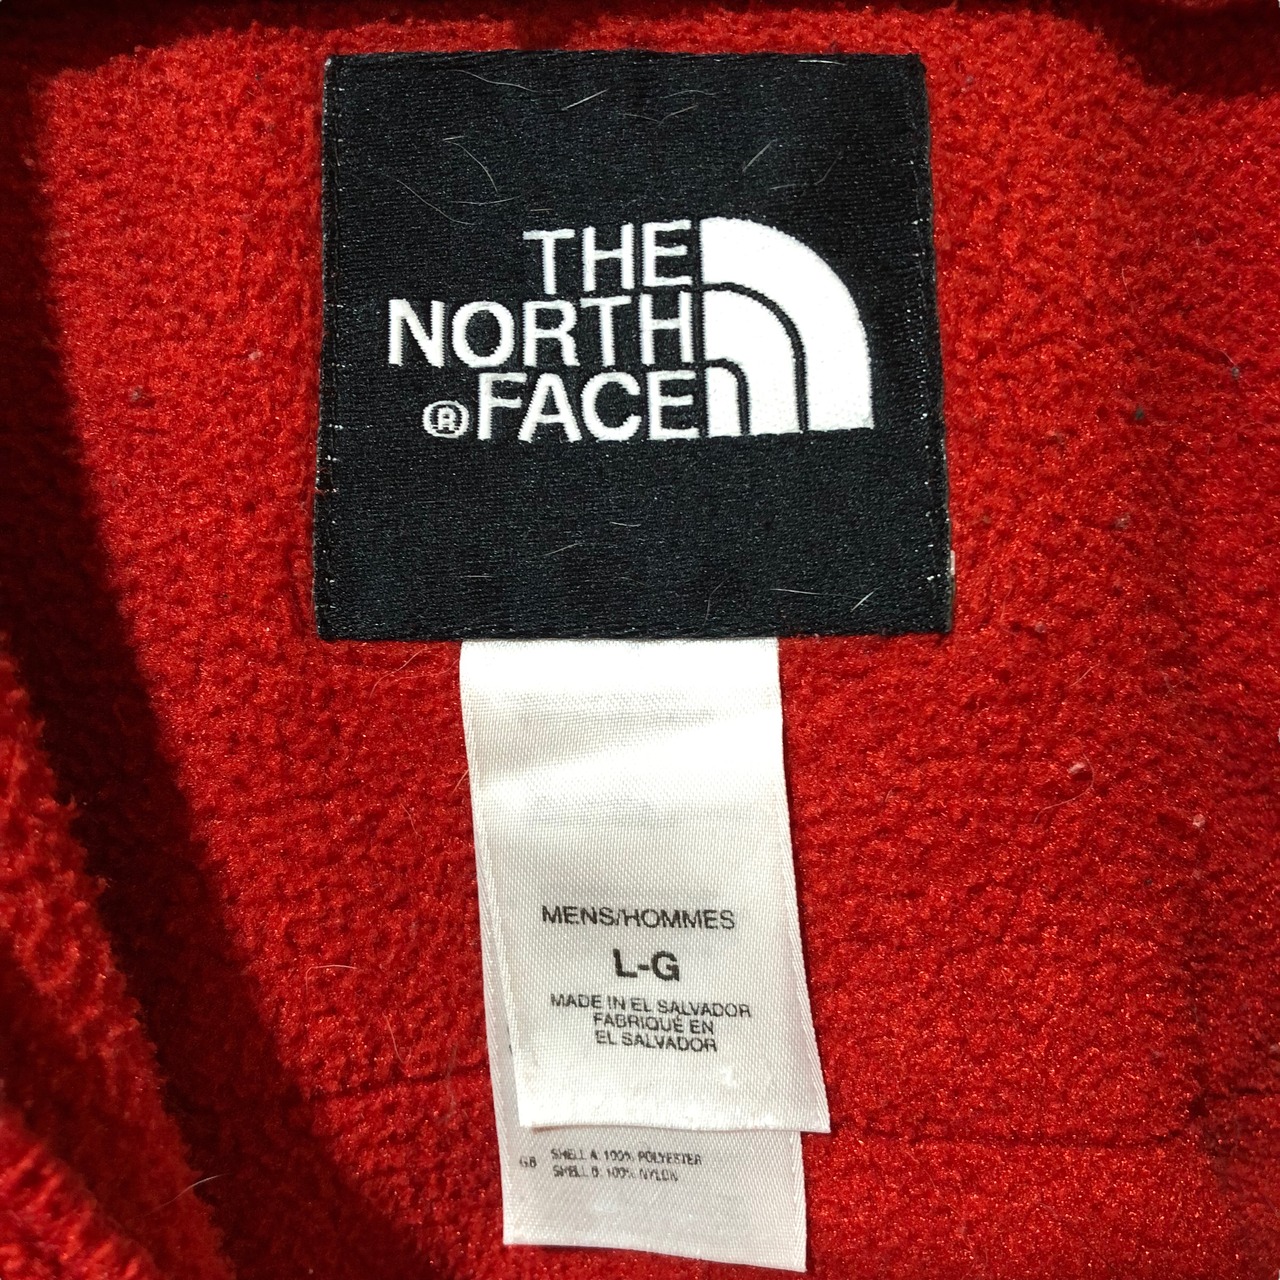 THE
NORTH
®FACE
MENS/HOMMES
L-G
MADE IN EL SALVADOR
FABRIQUÉ EN
EL SALVADOR
GB SHELL A: 100% POLYESTER
SHELL B: 100% NYLON